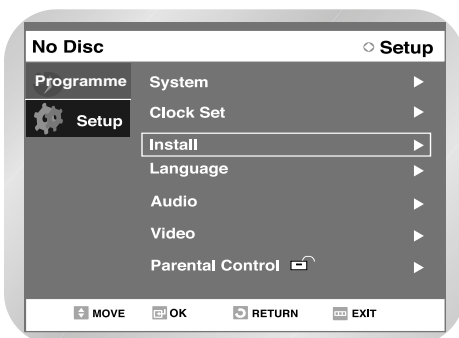 No Disc Setup
Programme
Setup
System
Clock Set
Install
Language
Audio
Video
Parental Control
MOVE OK RETURN EXIT